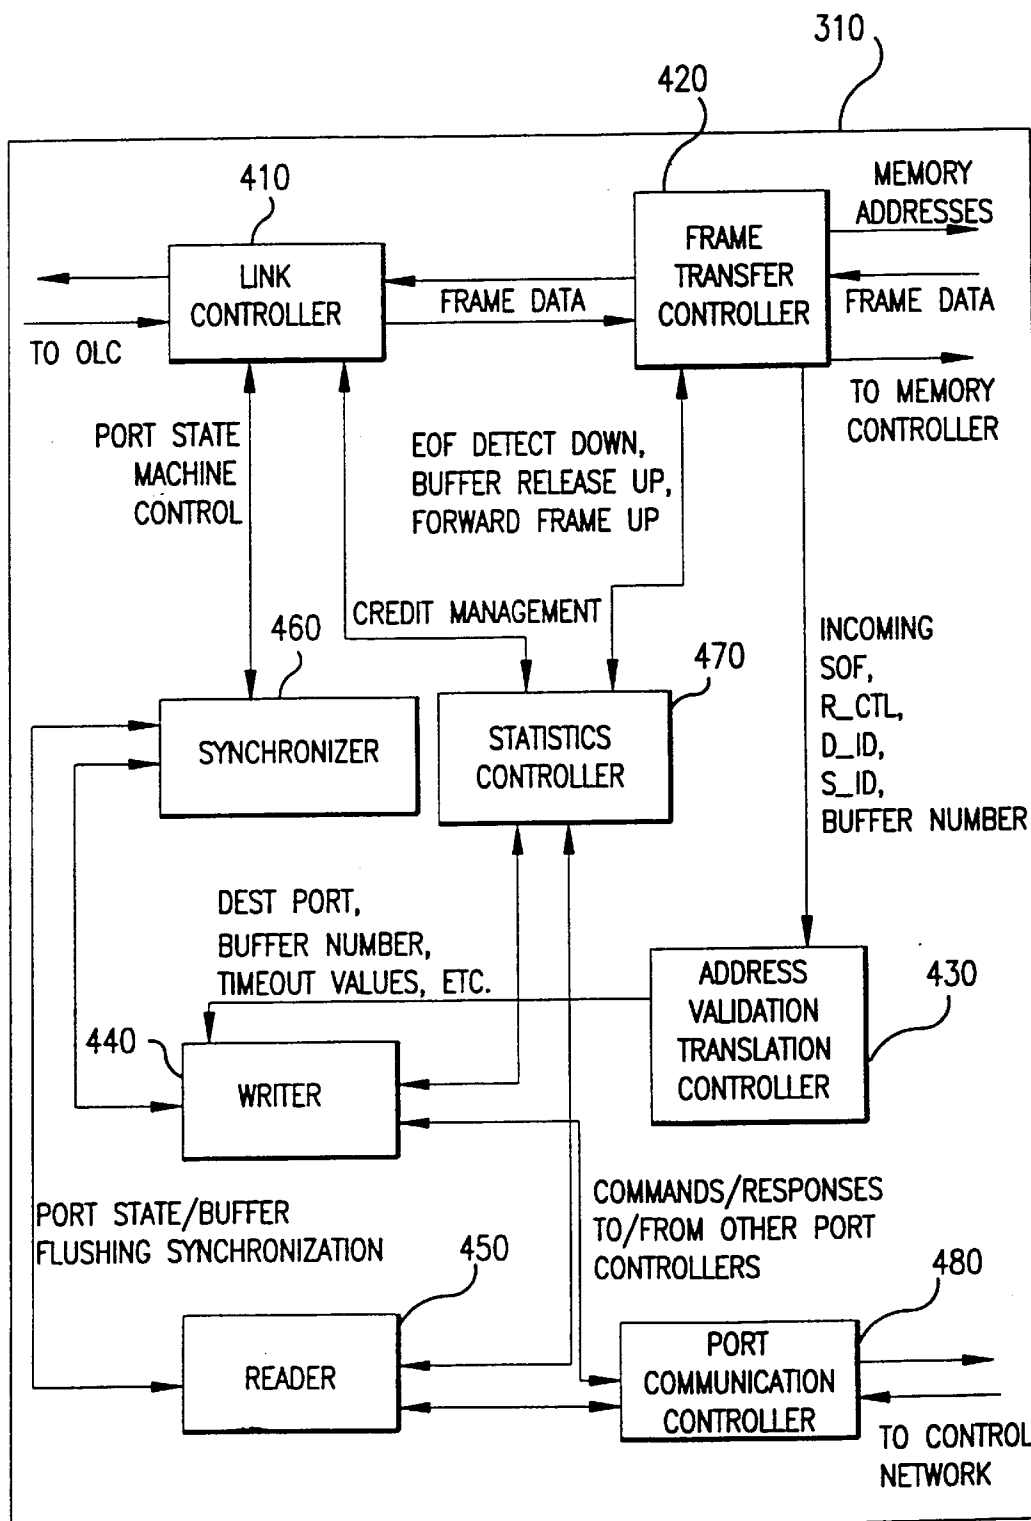 310
420
410
MEMORY
ADDRESSES
FRAME
TRANSFER
CONTROLLER
LINK
CONTROLLER
FRAME DATA
FRAME DATA
TO OLC
TO MEMORY
CONTROLLER
PORT STATE
MACHINE
CONTROL
EOF DETECT DOWN,
BUFFER RELEASE UP,
FORWARD FRAME UP
CREDIT MANAGEMENT
460
470
INCOMING
SOF,
R_CTL,
D_ID,
S_ID,
BUFFER NUMBER
SYNCHRONIZER
STATISTICS
CONTROLLER
DEST PORT,
BUFFER NUMBER,
TIMEOUT VALUES, ETC.
ADDRESS
VALIDATION
TRANSLATION
CONTROLLER
430
440
WRITER
PORT STATE/BUFFER
FLUSHING SYNCHRONIZATION
COMMANDS/RESPONSES
TO/FROM OTHER PORT
CONTROLLERS
450
480
READER
PORT
COMMUNICATION
CONTROLLER
TO CONTROL
NETWORK